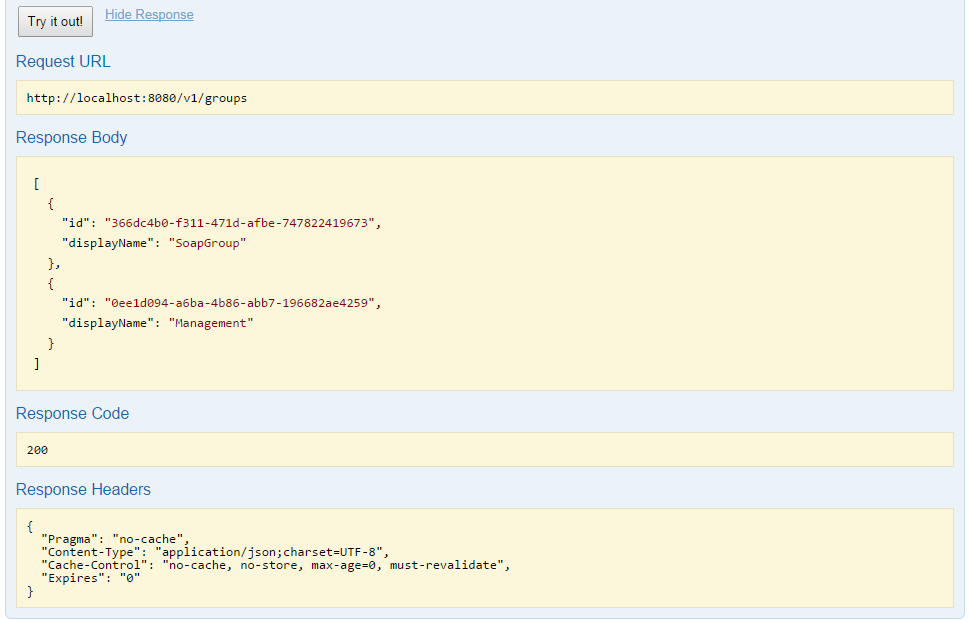 Try it out! Hide Response
Request URL
http://localhost:8080/v1/groups
Response Body
[
  {
    "id": "366dc4b0-f311-471d-afbe-747822419673",
    "displayName": "SoapGroup"
  },
  {
    "id": "0ee1d094-a6ba-4b86-abb7-196682ae4259",
    "displayName": "Management"
  }
]
Response Code
200
Response Headers
{
  "Pragma": "no-cache",
  "Content-Type": "application/json;charset=UTF-8",
  "Cache-Control": "no-cache, no-store, max-age=0, must-revalidate",
  "Expires": "0"
}